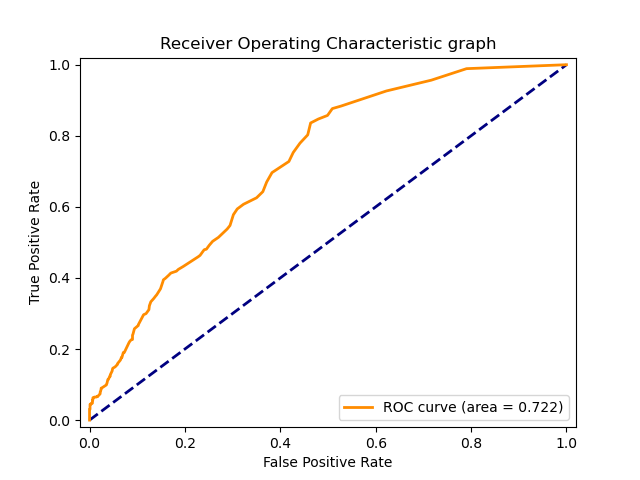 Receiver Operating Characteristic graph
True Positive Rate
1.0
0.8
0.6
0.4
0.2
0.0
ROC curve (area = 0.722)
0.0 0.2 0.4 0.6 0.8 1.0
False Positive Rate